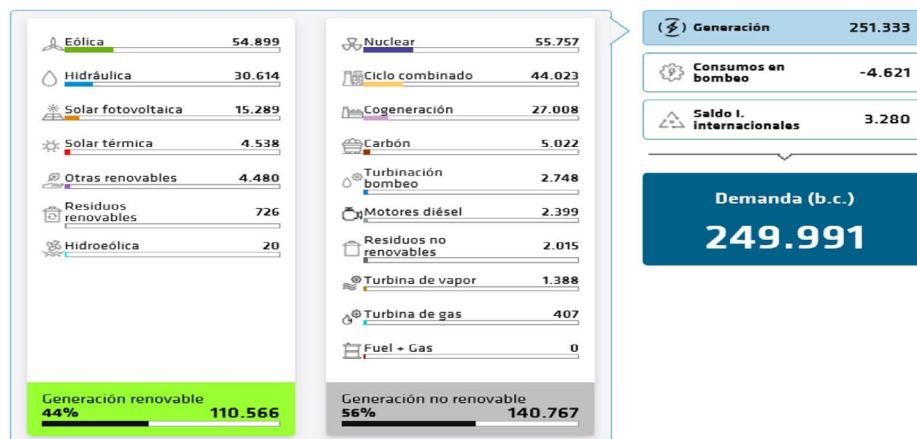 Eólica 54.899
Hidráulica 30.614
Solar fotovoltaica 15.289
Solar térmica 4.538
Otras renovables 4.480
Residuos
renovables 726
Hidroeólica 20
Generación renovable
44% 110.566
Nuclear 55.757
Ciclo combinado 44.023
Cogeneración 27.008
Carbón 5.022
Turbinación
bombeo 2.748
Motores diésel 2.399
Residuos no
renovables 2.015
Turbina de vapor 1.388
Turbina de gas 407
Fuel + Gas 0
Generación no renovable
56% 140.767
Generación 251.333
Consumos en
bombeo -4.621
Saldo I.
internacionales 3.280
Demanda (b.c.)
249.991